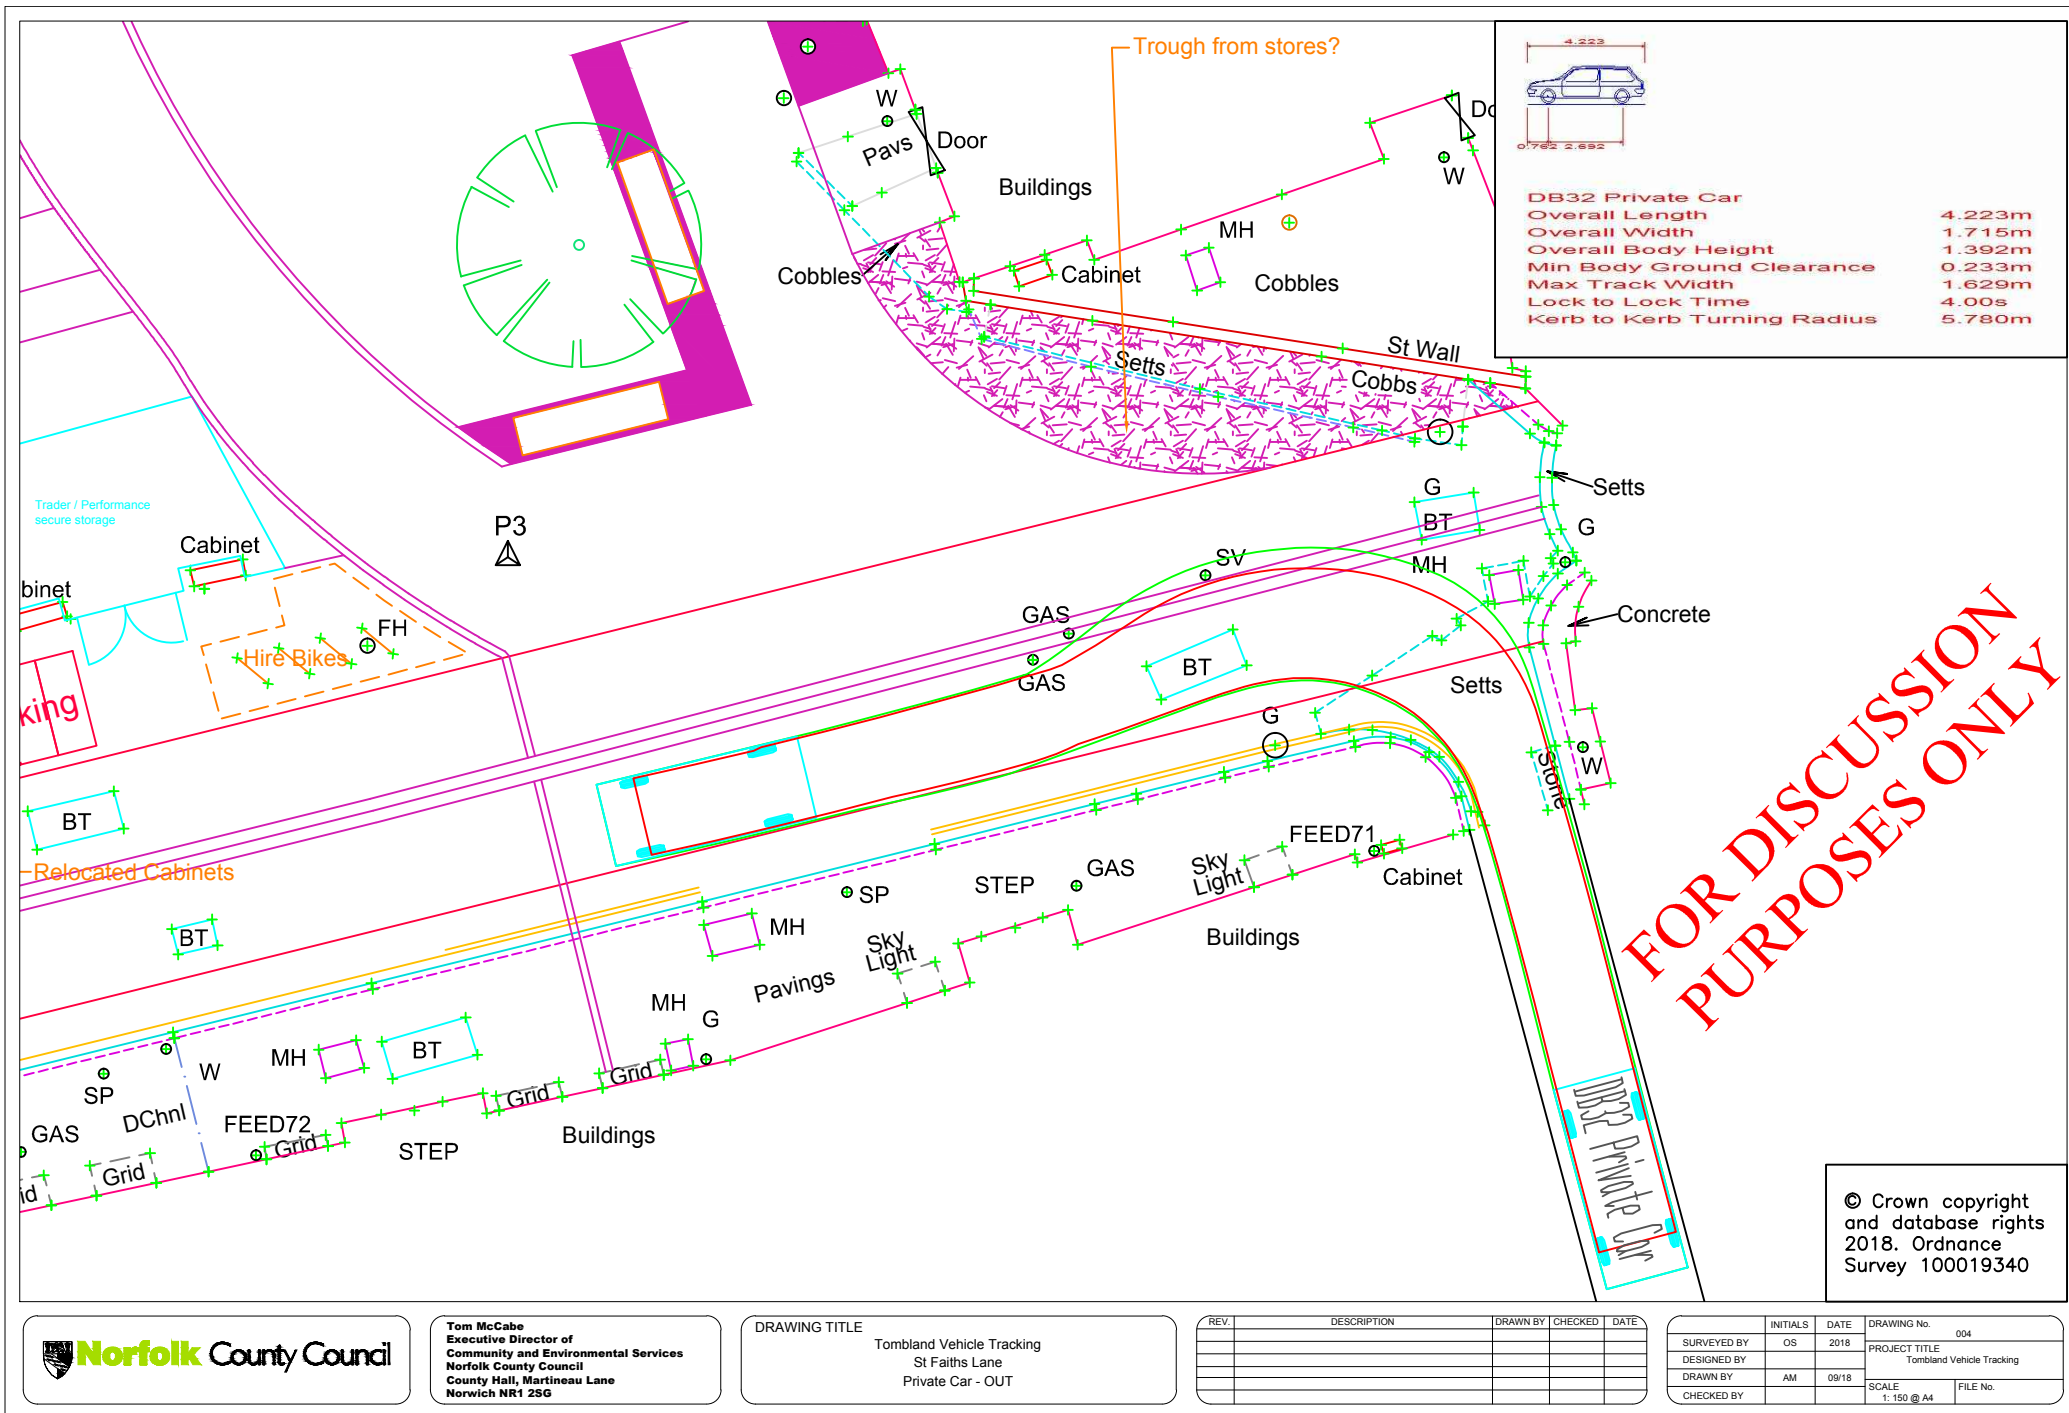 Trough from stores?
4.223
0.762 2.692
DB32 Private Car
Overall Length 4.223m
Overall Width 1.715m
Overall Body Height 1.392m
Min Body Ground Clearance 0.233m
Max Track Width 1.629m
Lock to Lock Time 4.00s
Kerb to Kerb Turning Radius 5.780m
W
Pavs
Door
Do
W
Buildings
MH
Cobbles
Cabinet
Cobbles
St Wall
Setts
Cobbs
Trader / Performance
secure storage
P3
G
BT
Setts
G
Cabinet
SV
MH
binet
GAS
Concrete
FH
Hire Bikes
GAS
BT
Setts
king
G
Stone
W
FOR DISCUSSION
PURPOSES ONLY
BT
FEED71
Relocated Cabinets
Sky
Light
GAS
STEP
SP
Cabinet
BT
MH
Sky
Light
Buildings
Pavings
MH
G
MH
BT
W
Grid
SP
DChnl
Grid
GAS
FEED72
Grid
STEP
Buildings
Grid
id
DB32 Private Car
© Crown copyright
and database rights
2018. Ordnance
Survey 100019340
Norfolk County Council
Tom McCabe
Executive Director of
Community and Environmental Services
Norfolk County Council
County Hall, Martineau Lane
Norwich NR1 2SG
DRAWING TITLE
Tombland Vehicle Tracking
St Faiths Lane
Private Car - OUT
REV. DESCRIPTION DRAWN BY CHECKED DATE
INITIALS DATE
SURVEYED BY OS 2018
DESIGNED BY
DRAWN BY AM 09/18
CHECKED BY
DRAWING No.
004
PROJECT TITLE
Tombland Vehicle Tracking
SCALE
1: 150 @ A4
FILE No.